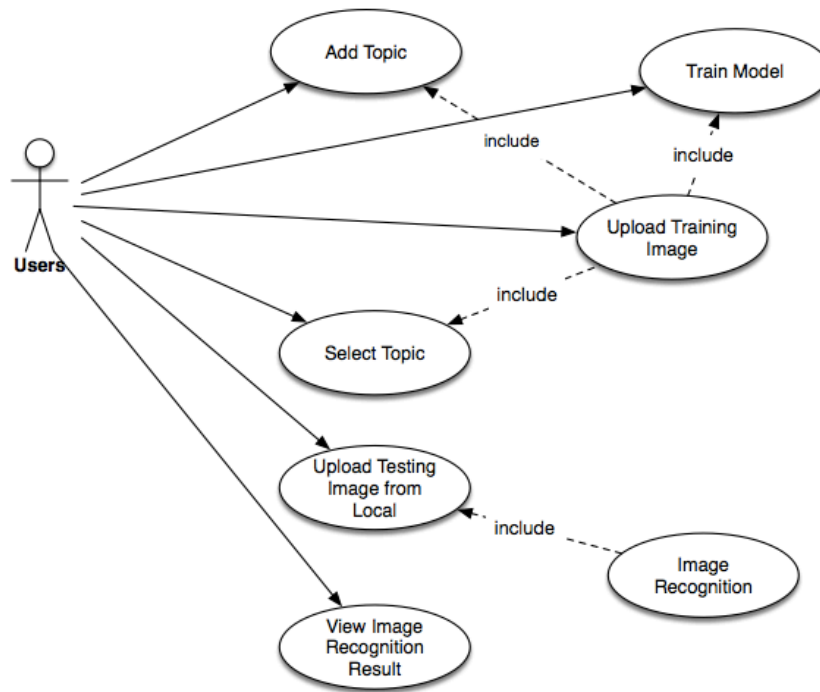 Add Topic
Train Model
include
include
Upload Training
Image
Users
include
Select Topic
Upload Testing
Image from
Local
include
Image
Recognition
View Image
Recognition
Result